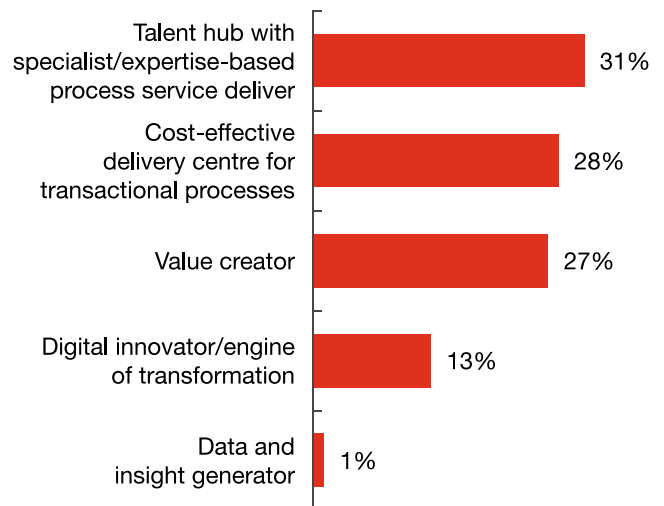 Talent hub with
specialist/expertise-based
process service deliver
31%
Cost-effective
delivery centre for
transactional processes
28%
Value creator
27%
Digital innovator/engine
of transformation
13%
Data and
insight generator
1%